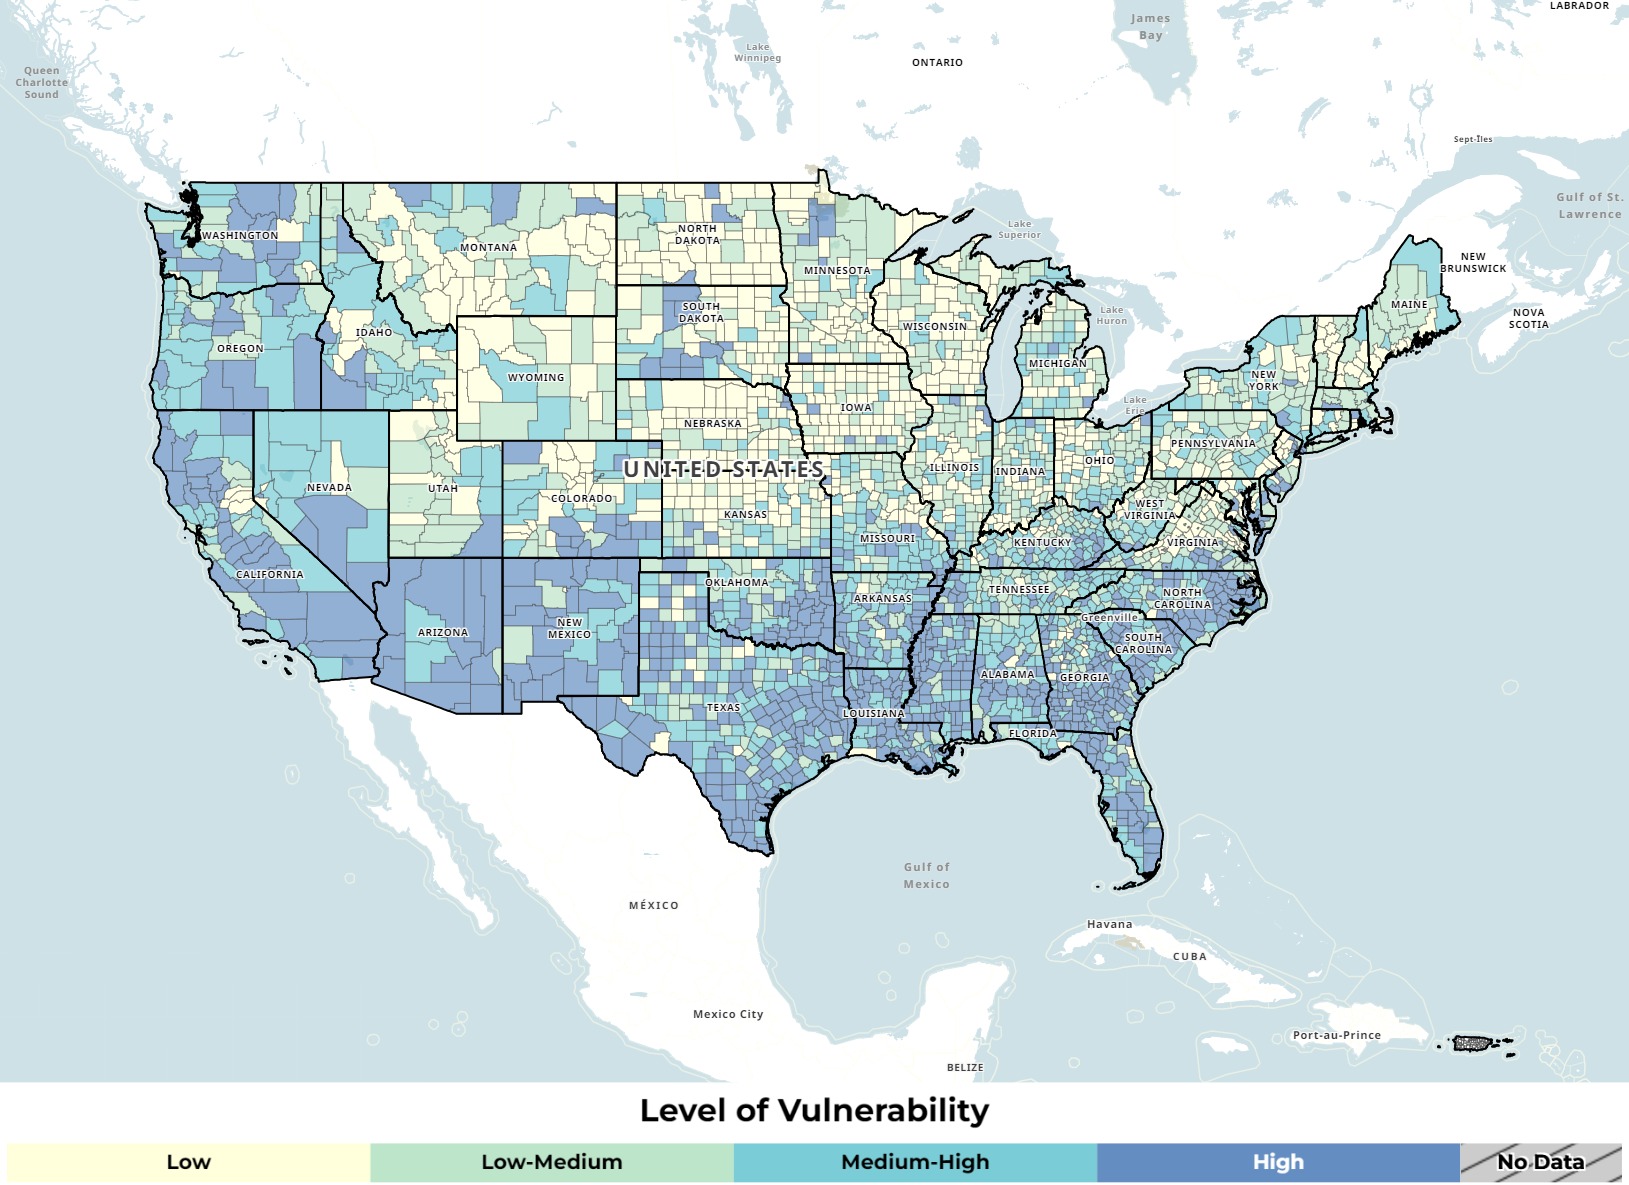 LABRADOR
James
Bay
Lake
Winnipeg
ONTARIO
Queen
Charlotte
Sound
Sept-Îles
Gulf of St.
Lawrence
WASHINGTON
MONTANA
NORTH
DAKOTA
MINNESOTA
Lake
Superior
NEW
BRUNSWICK
MAINE
NOVA
SCOTIA
IDAHO
OREGON
SOUTH
DAKOTA
WISCONSIN
Lake
Huron
MICHIGAN
WYOMING
NEW
YORK
Lake
Erie
IOWA
NEBRASKA
PENNSYLVANIA
UNITED STATES
NEVADA
UTAH
COLORADO
ILLINOIS
INDIANA
OHIO
KANSAS
WEST
VIRGINIA
MISSOURI
KENTUCKY
VIRGINIA
CALIFORNIA
OKLAHOMA
ARKANSAS
TENNESSEE
NORTH
CAROLINA
ARIZONA
NEW
MEXICO
Greenville
SOUTH
CAROLINA
ALABAMA
GEORGIA
TEXAS
LOUISIANA
FLORIDA
Gulf of
Mexico
MÉXICO
Havana
CUBA
Mexico City
Port-au-Prince
BELIZE
Level of Vulnerability
Low
Low-Medium
Medium-High
High
No Data